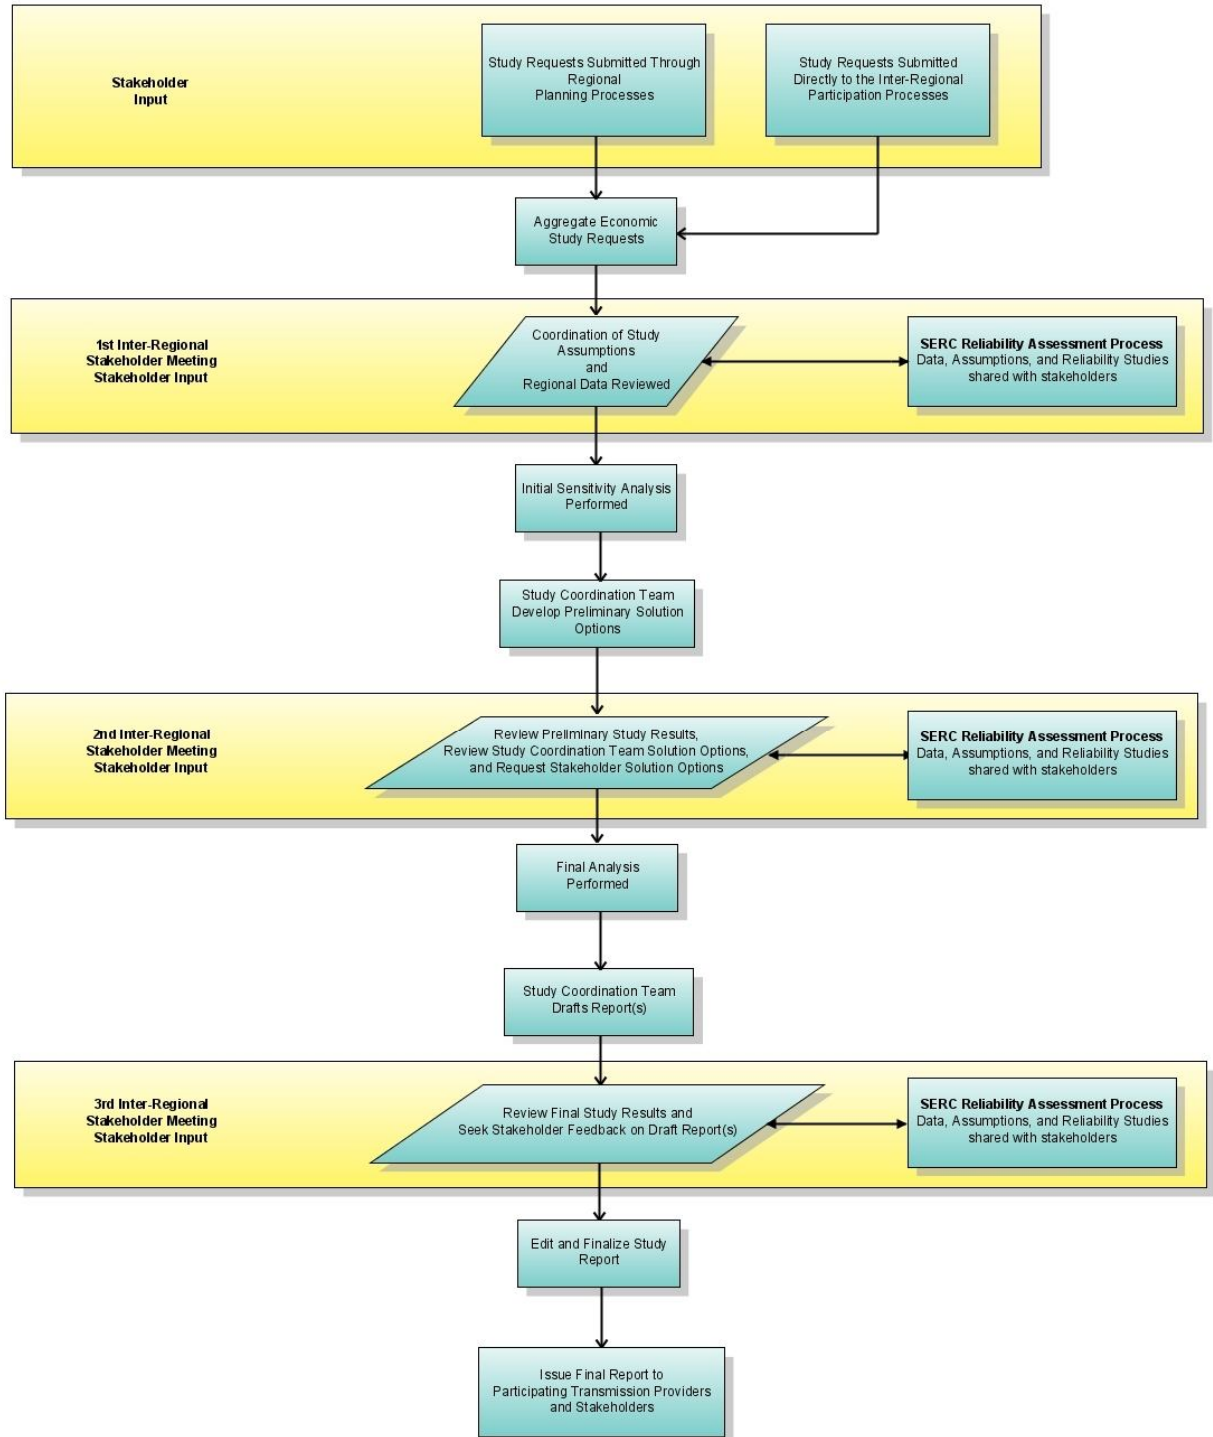 Stakeholder
Input
Study Requests Submitted Through
Regional
Planning Processes
Study Requests Submitted
Directly to the Inter-Regional
Participation Processes
Aggregate Economic
Study Requests
1st Inter-Regional
Stakeholder Meeting
Stakeholder Input
Coordination of Study
Assumptions
and
Regional Data Reviewed
SERC Reliability Assessment Process
Data, Assumptions, and Reliability Studies
shared with stakeholders
Initial Sensitivity Analysis
Performed
Study Coordination Team
Develop Preliminary Solution
Options
2nd Inter-Regional
Stakeholder Meeting
Stakeholder Input
Review Preliminary Study Results,
Review Study Coordination Team Solution Options,
and Request Stakeholder Solution Options
SERC Reliability Assessment Process
Data, Assumptions, and Reliability Studies
shared with stakeholders
Final Analysis
Performed
Study Coordination Team
Drafts Report(s)
3rd Inter-Regional
Stakeholder Meeting
Stakeholder Input
Review Final Study Results and
Seek Stakeholder Feedback on Draft Report(s)
SERC Reliability Assessment Process
Data, Assumptions, and Reliability Studies
shared with stakeholders
Edit and Finalize Study
Report
Issue Final Report to
Participating Transmission Providers
and Stakeholders